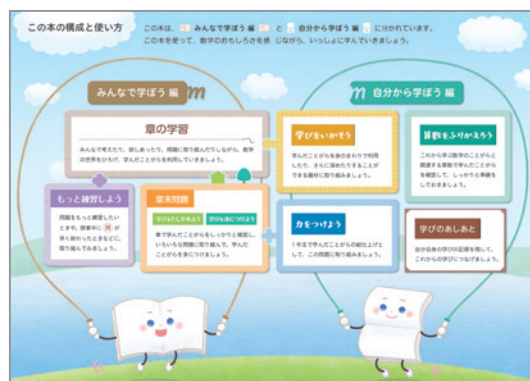 この本の構成と使い方
この本は、 みんなで学ぼう 編 と 自分から学ぼう 編 に分かれています。
この本を使って、数学のおもしろさを感じながら、いっしょに学んでいきましょう。
みんなで学ぼう 編
章の学習
みんなで考えたり、話しあったり、問題に取り組んだりしながら、数学
の世界をひろげ、学んだことがらを利用していきましょう。
もっと練習しよう
問題をもっと練習したい
ときや、授業中に 問 が
早く終わったときなどに、
取り組んでみましょう。
章末問題
学びをたしかめよう 学びを身につけよう
章で学んだことがらをしっかりと確認し、
いろいろな問題に取り組んで、学んだ
ことがらを身につけましょう。
m 自分から学ぼう 編
学びをいかそう
学んだことがらを身のまわりで利用
したり、さらに深めたりすることが
できる題材に取り組みましょう。
力をつけよう
1年生で学んだことがらの総仕上げと
して、この問題に取り組みましょう。
算数をふりかえろう
これから学ぶ数学のことがらと
関連する算数で学んだことがら
を確認して、しっかりと準備を
しておきましょう。
学びのあしあと
自分自身の学びの記録を残して、
これからの学びにつなげましょう。